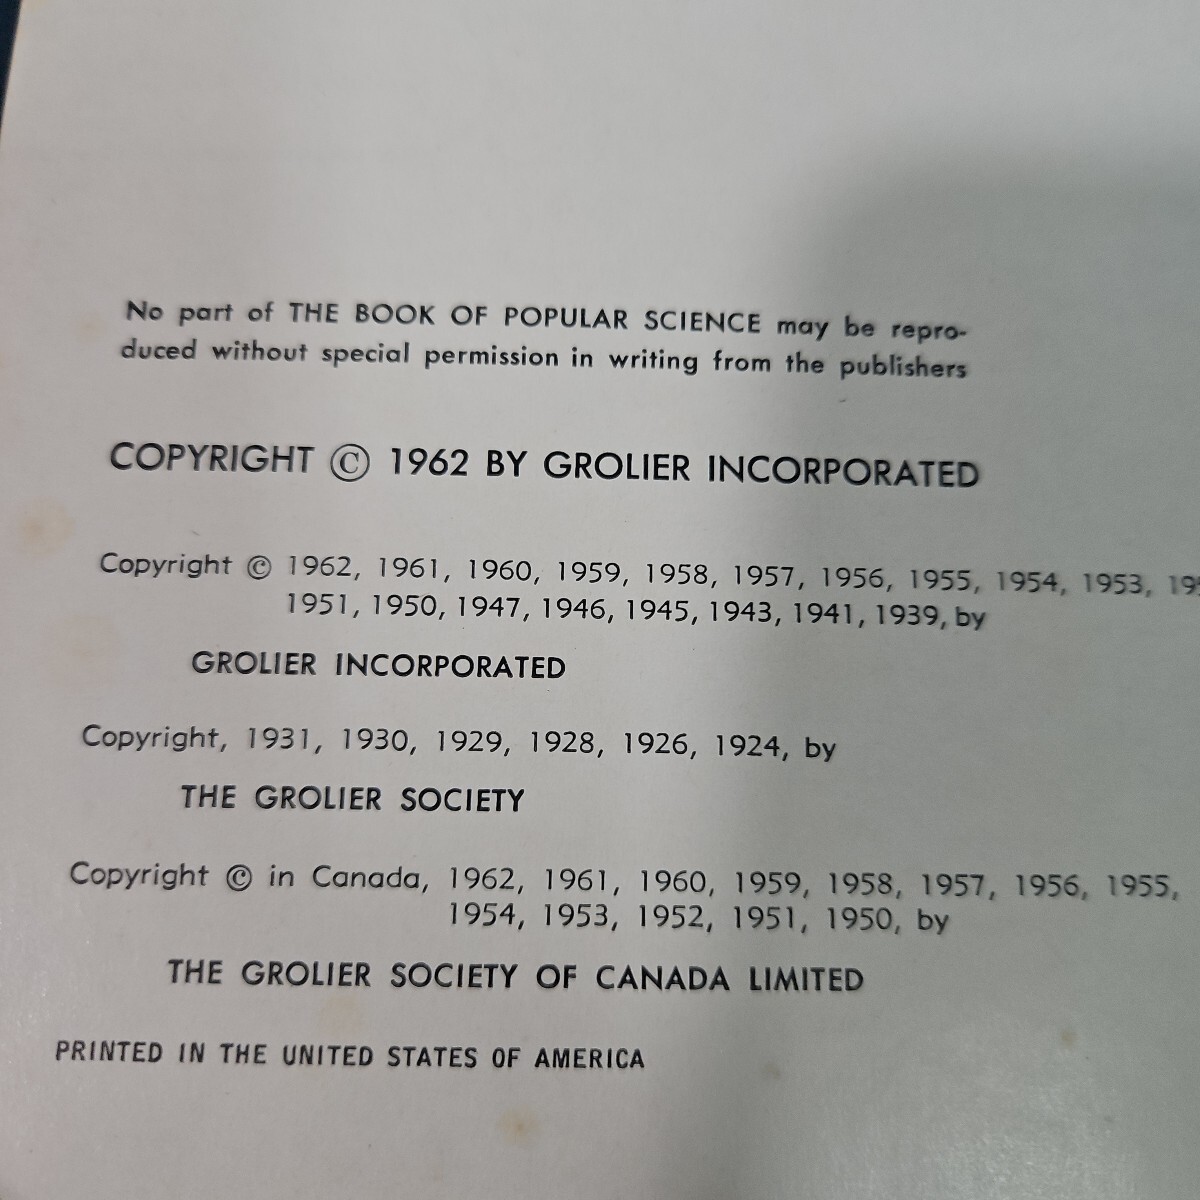 No part of THE BOOK OF POPULAR SCIENCE may be repro-
duced without special permission in writing from the publishers
COPYRIGHT © 1962 BY GROLIER INCORPORATED
Copyright © 1962, 1961, 1960, 1959, 1958, 1957, 1956, 1955, 1954, 1953,
1951, 1950, 1947, 1946, 1945, 1943, 1941, 1939, by
GROLIER INCORPORATED
Copyright, 1931, 1930, 1929, 1928, 1926, 1924, by
THE GROLIER SOCIETY
Copyright © in Canada, 1962, 1961, 1960, 1959, 1958, 1957, 1956, 1955,
1954, 1953, 1952, 1951, 1950, by
THE GROLIER SOCIETY OF CANADA LIMITED
PRINTED IN THE UNITED STATES OF AMERICA